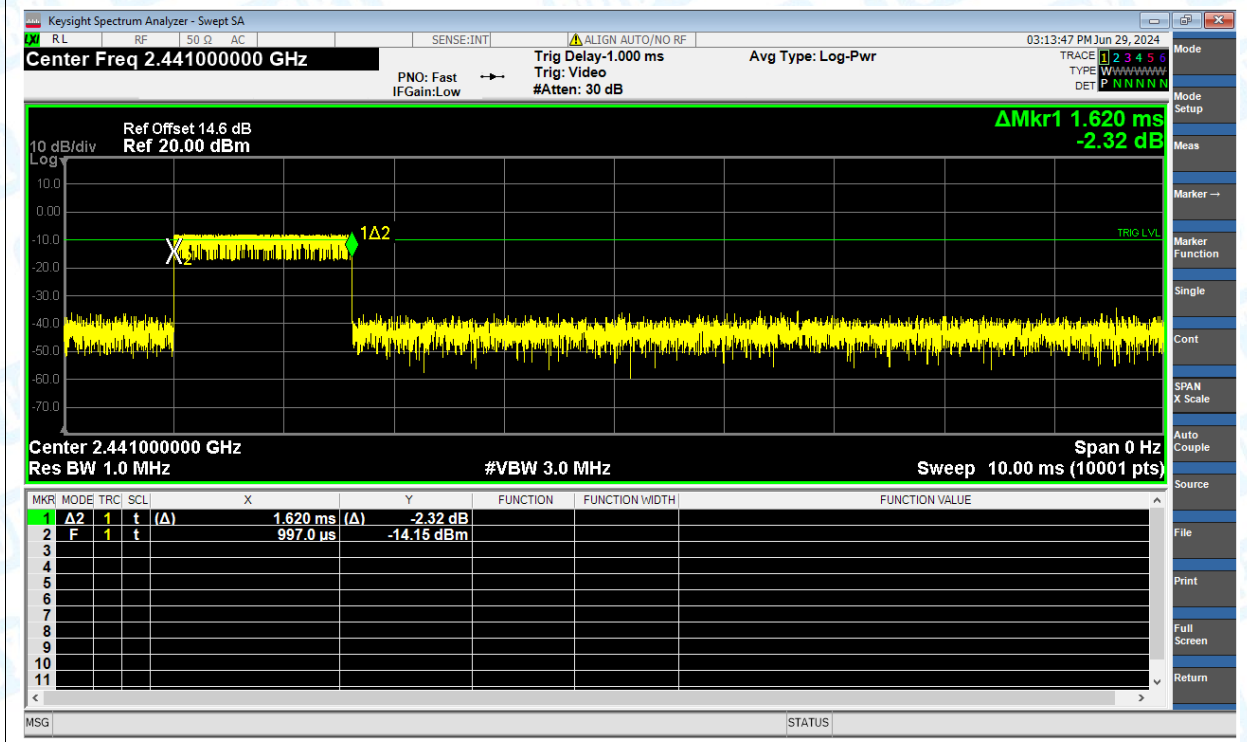 Keysight Spectrum Analyzer - Swept SA
LXI RL RF 50 Ω AC SENSE:INT ALIGN AUTO/NO RF 03:13:47 PM Jun 29, 2024
Center Freq 2.441000000 GHz
PNO: Fast
IFGain:Low
Trig Delay-1.000 ms
Trig: Video
#Atten: 30 dB
Avg Type: Log-Pwr
TRACE 1 2 3 4 5 6
TYPE WWWWWW
DET P N N N N N
ΔMkr1 1.620 ms
-2.32 dB
Ref Offset 14.6 dB
10 dB/div Ref 20.00 dBm
Log
10.0
0.00
-10.0
-20.0
-30.0
-40.0
-50.0
-60.0
-70.0
1Δ2
2
TRIG LVL
Center 2.441000000 GHz Span 0 Hz
Res BW 1.0 MHz #VBW 3.0 MHz Sweep 10.00 ms (10001 pts)
MKR MODE TRC SCL X Y FUNCTION FUNCTION WIDTH FUNCTION VALUE
1 Δ2 1 t (Δ) 1.620 ms (Δ) -2.32 dB
2 F 1 t 997.0 µs -14.15 dBm
3
4
5
6
7
8
9
10
11
MSG STATUS
Mode
Mode
Setup
Meas
Marker →
Marker
Function
Single
Cont
SPAN
X Scale
Auto
Couple
Source
File
Print
Full
Screen
Return